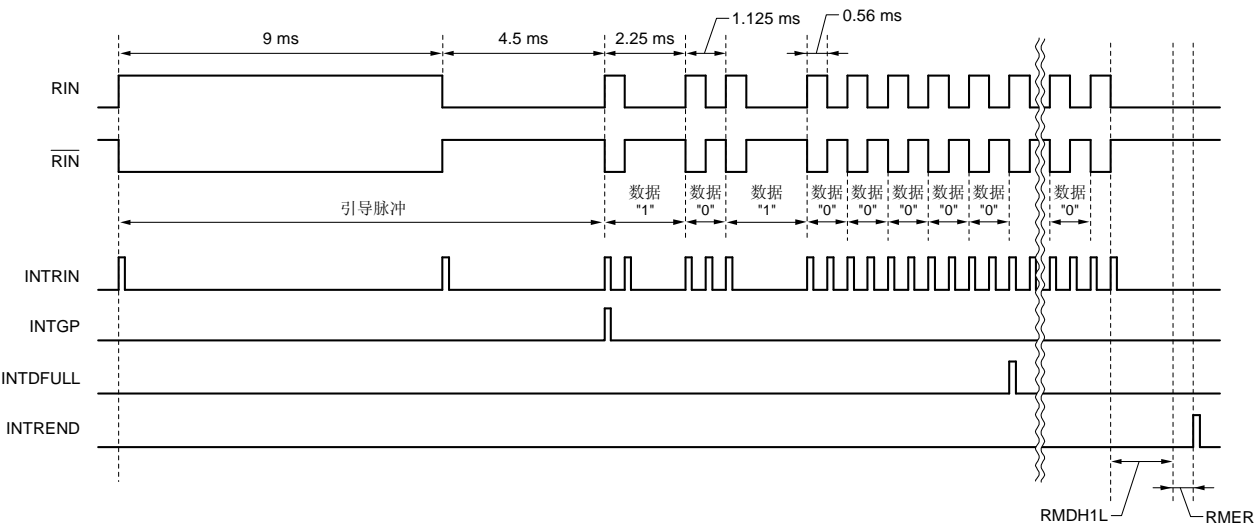 1.125 ms
0.56 ms
9 ms
4.5 ms
2.25 ms
RIN
RIN
引导脉冲
数据
"1"
数据
"0"
数据
"1"
数据
"0"
数据
"0"
数据
"0"
数据
"0"
数据
"0"
数据
"0"
INTRIN
INTGP
INTDFULL
INTREND
RMDH1L
RMER